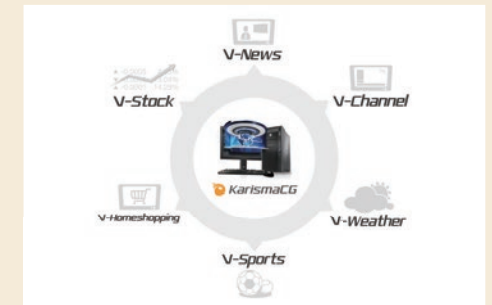 V-News
V-Stock
V-Channel
KarismaCG
V-Homeshopping
V-Weather
V-Sports